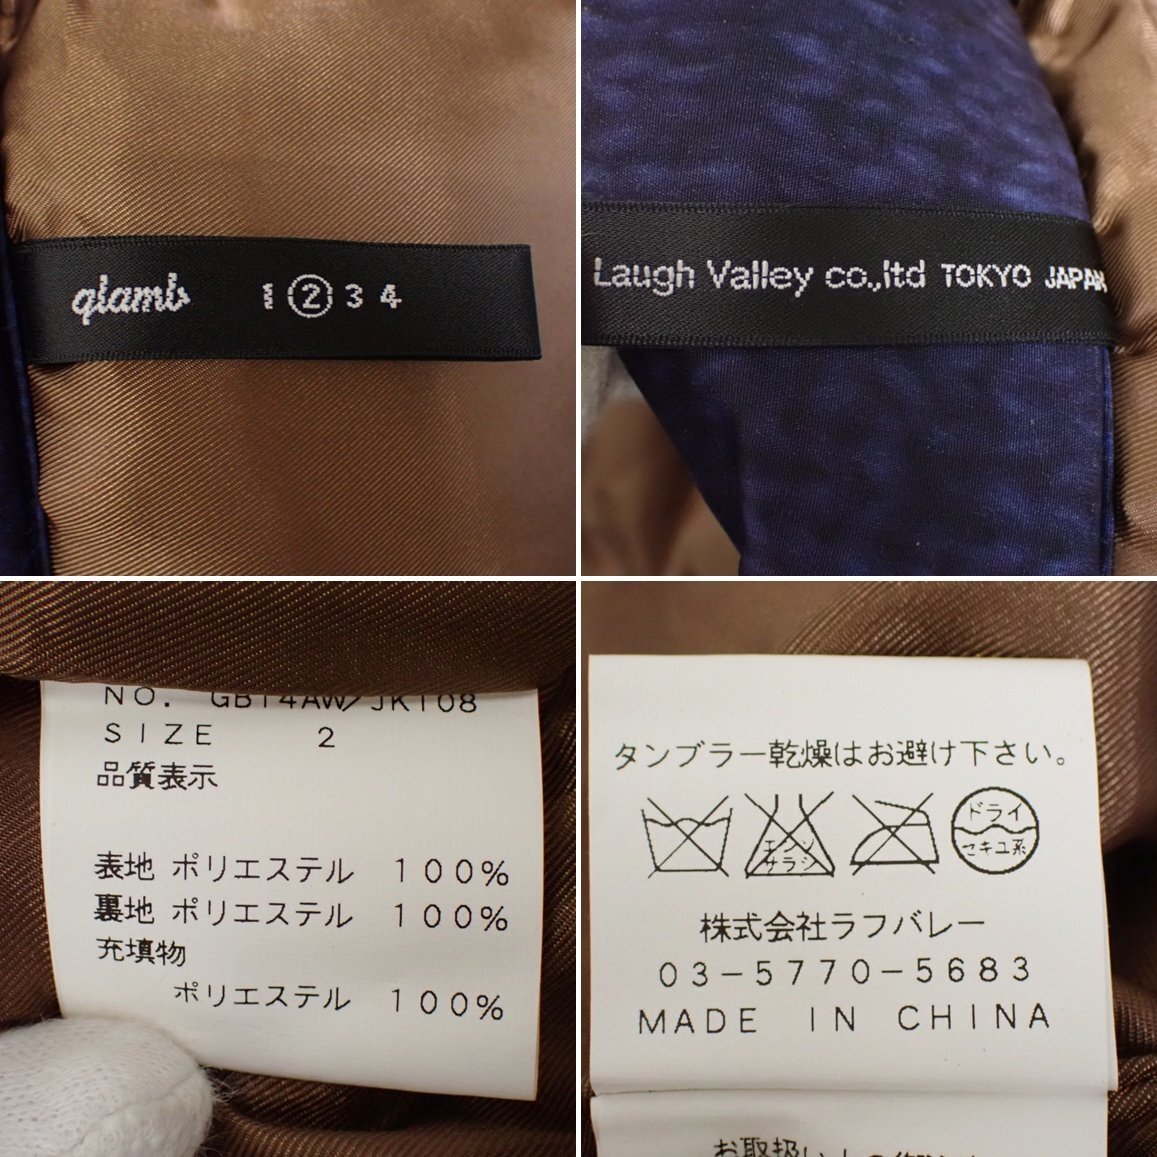 glamb 1 2 3 4
Laugh Valley co.,ltd TOKYO JAPAN
NO. GB14AW/JK108
SIZE 2
品質表示
表地 ポリエステル 100%
裏地 ポリエステル 100%
充填物
ポリエステル 100%
タンブラー乾燥はお避け下さい。
エンソサラシ
ドライ
セキユ系
株式会社ラフバレー
03-5770-5683
MADE IN CHINA